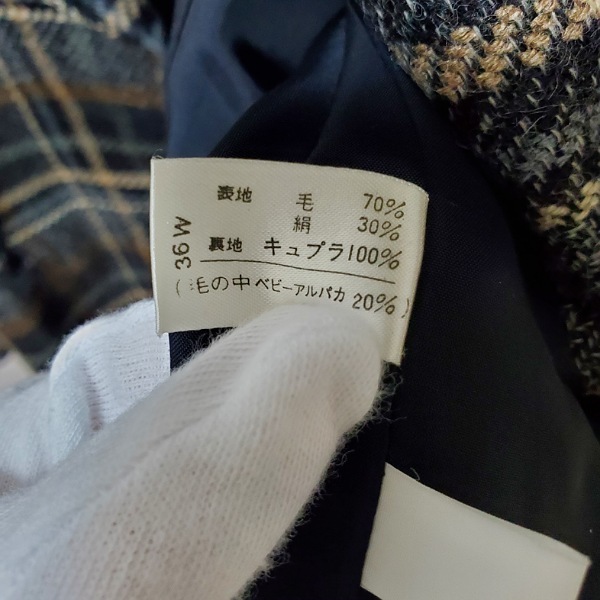 表地 毛 70%
絹 30%
裏地 キュプラ100%
(毛の中ベビーアルパカ 20%)
36W